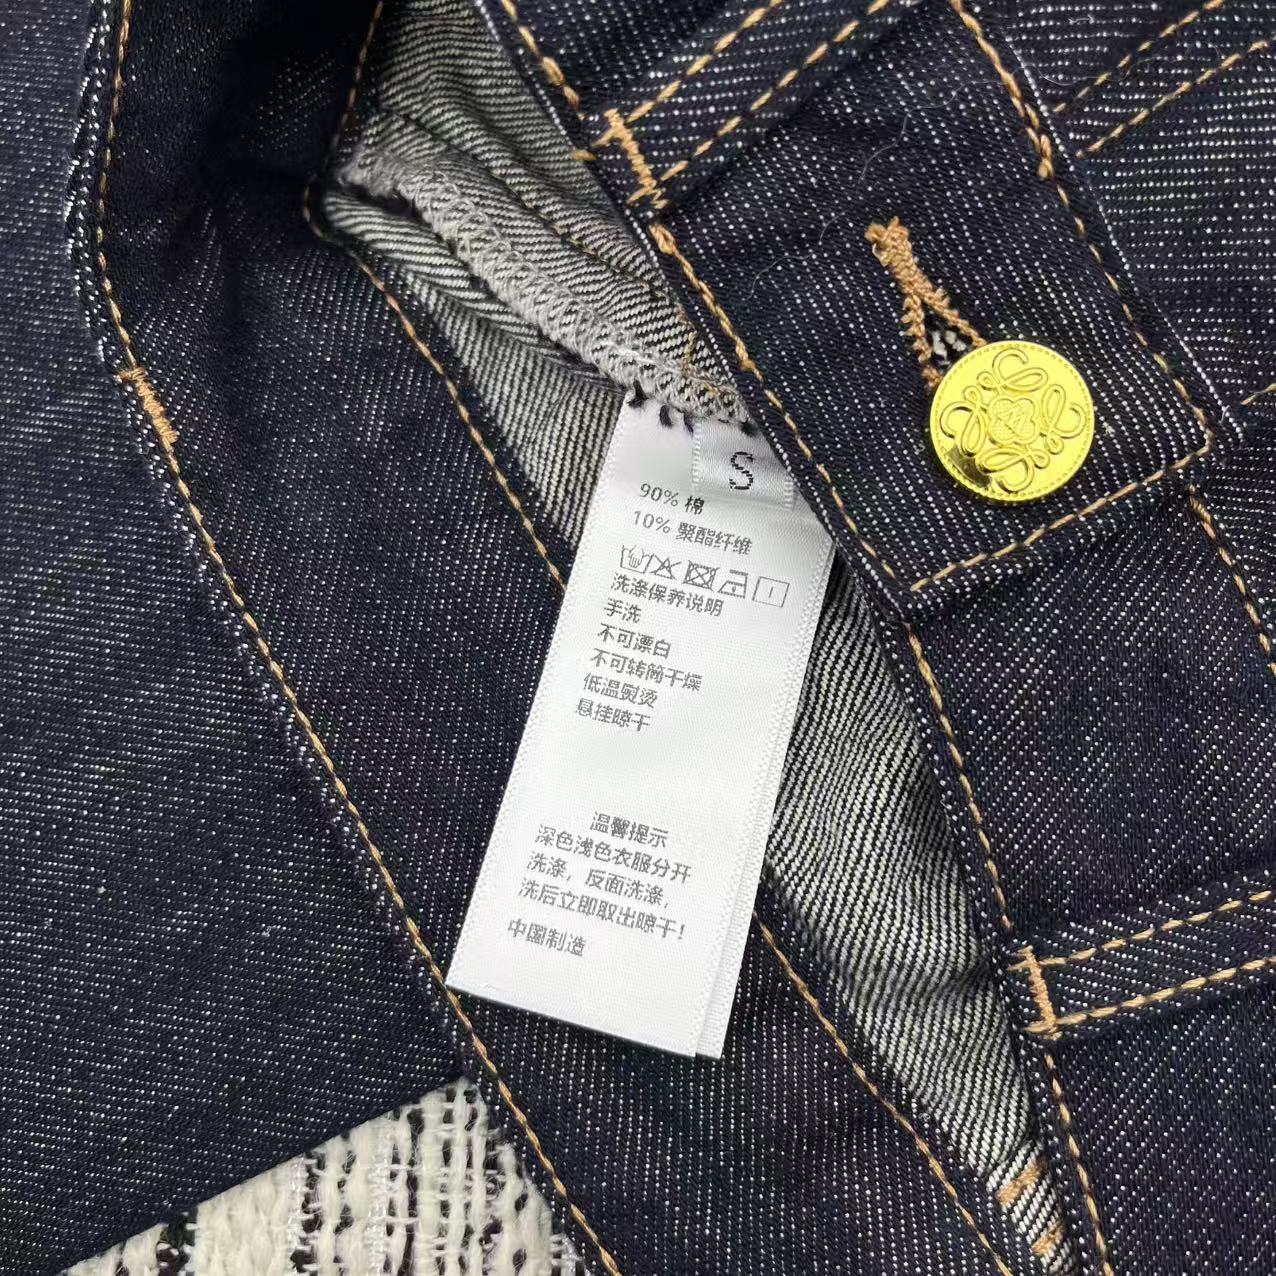 S
90% 棉
10% 聚酯纤维
洗涤保养说明
手洗
不可漂白
不可转筒干燥
低温熨烫
悬挂晾干
温馨提示
深色浅色衣服分开
洗涤，反面洗涤，
洗后立即取出晾干！
中国制造